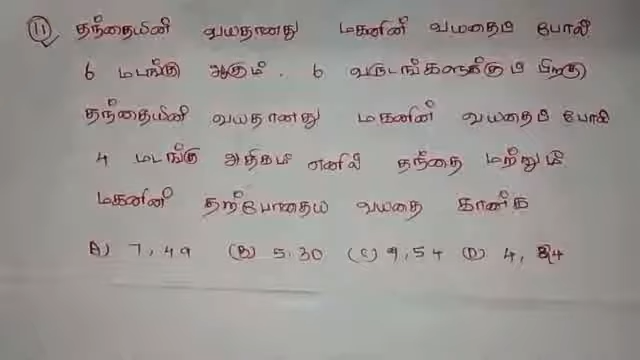 11) தந்தையின் வயதானது மகனின் வயதைப் போல்
6 மடங்கு ஆகும். 6 வருடங்களுக்குப் பிறகு
தந்தையின் வயதானது மகனின் வயதைப் போல்
4 மடங்கு அதிகம் எனில் தந்தை மற்றும்
மகனின் தற்போதைய வயதை காண்க
A) 7, 49 (B) 5, 30 (C) 9, 54 (D) 4, 24